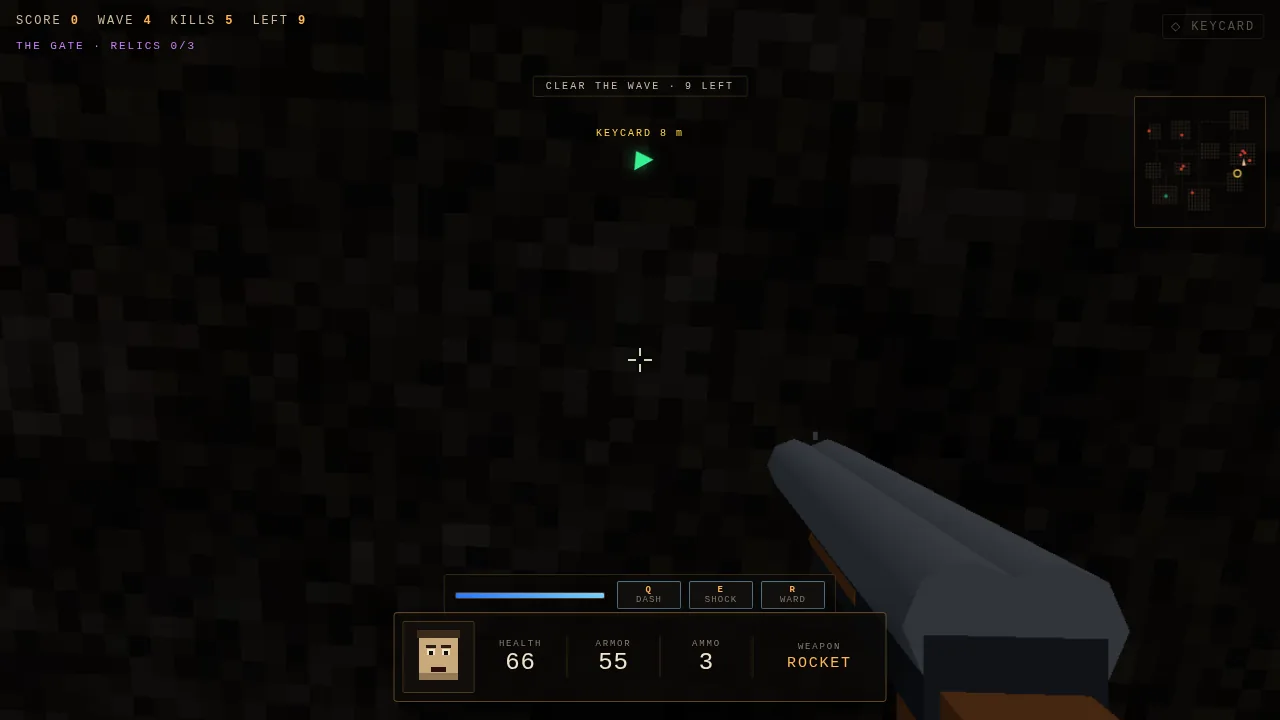 SCORE 0 WAVE 4 KILLS 5 LEFT 9
◇ KEYCARD
THE GATE · RELICS 0/3
CLEAR THE WAVE · 9 LEFT
KEYCARD 8 m
Q
DASH
E
SHOCK
R
WARD
HEALTH
66
ARMOR
55
AMMO
3
WEAPON
ROCKET